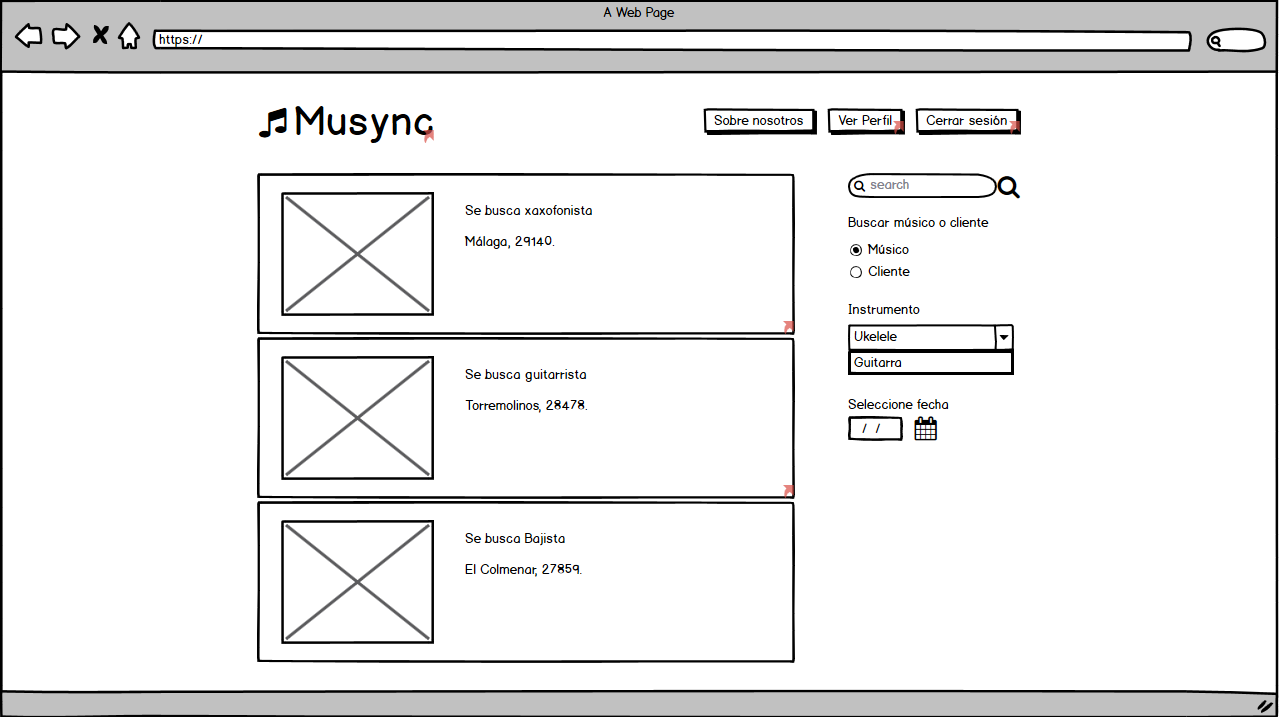 A Web Page
https://
Musync
Sobre nosotros
Ver Perfil
Cerrar sesión
Se busca xaxofonista
Málaga, 29140.
Se busca guitarrista
Torremolinos, 28478.
Se busca Bajista
El Colmenar, 27859.
search
Buscar músico o cliente
Músico
Cliente
Instrumento
Ukelele
Guitarra
Seleccione fecha
/ /